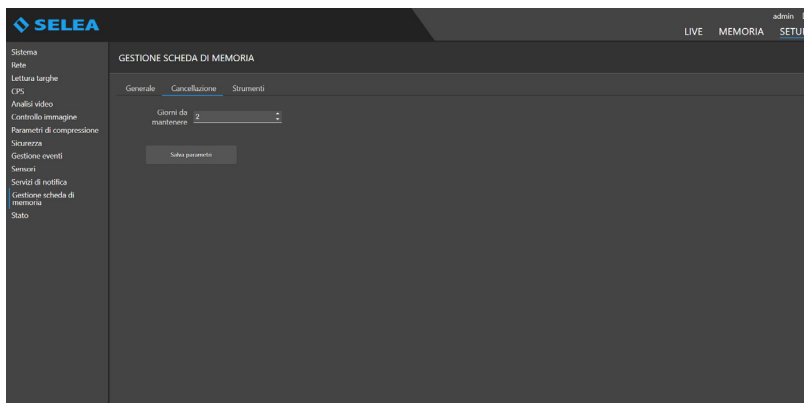 SELEA
admin
LIVE MEMORIA SETU
Sistema
Rete
Lettura targhe
CPS
Analisi video
Controllo immagine
Parametri di compressione
Sicurezza
Gestione eventi
Sensori
Servizi di notifica
Gestione scheda di
memoria
Stato
GESTIONE SCHEDA DI MEMORIA
Generale Cancellazione Strumenti
Giorni da
mantenere 2
Salva parametri